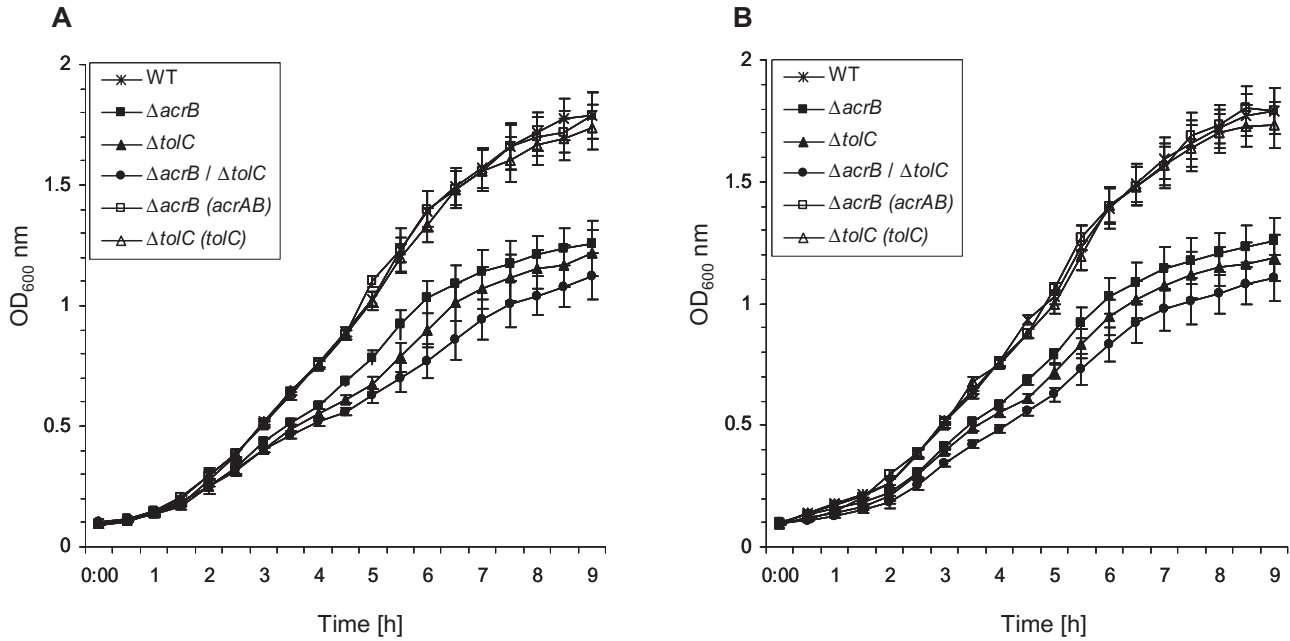 A
OD600 nm
2
1.5
1
0.5
0
WT
ΔacrB
ΔtolC
ΔacrB / ΔtolC
ΔacrB (acrAB)
ΔtolC (tolC)
0:00 1 2 3 4 5 6 7 8 9
Time [h]
B
OD600 nm
2
1.5
1
0.5
0
WT
ΔacrB
ΔtolC
ΔacrB / ΔtolC
ΔacrB (acrAB)
ΔtolC (tolC)
0:00 1 2 3 4 5 6 7 8 9
Time [h]